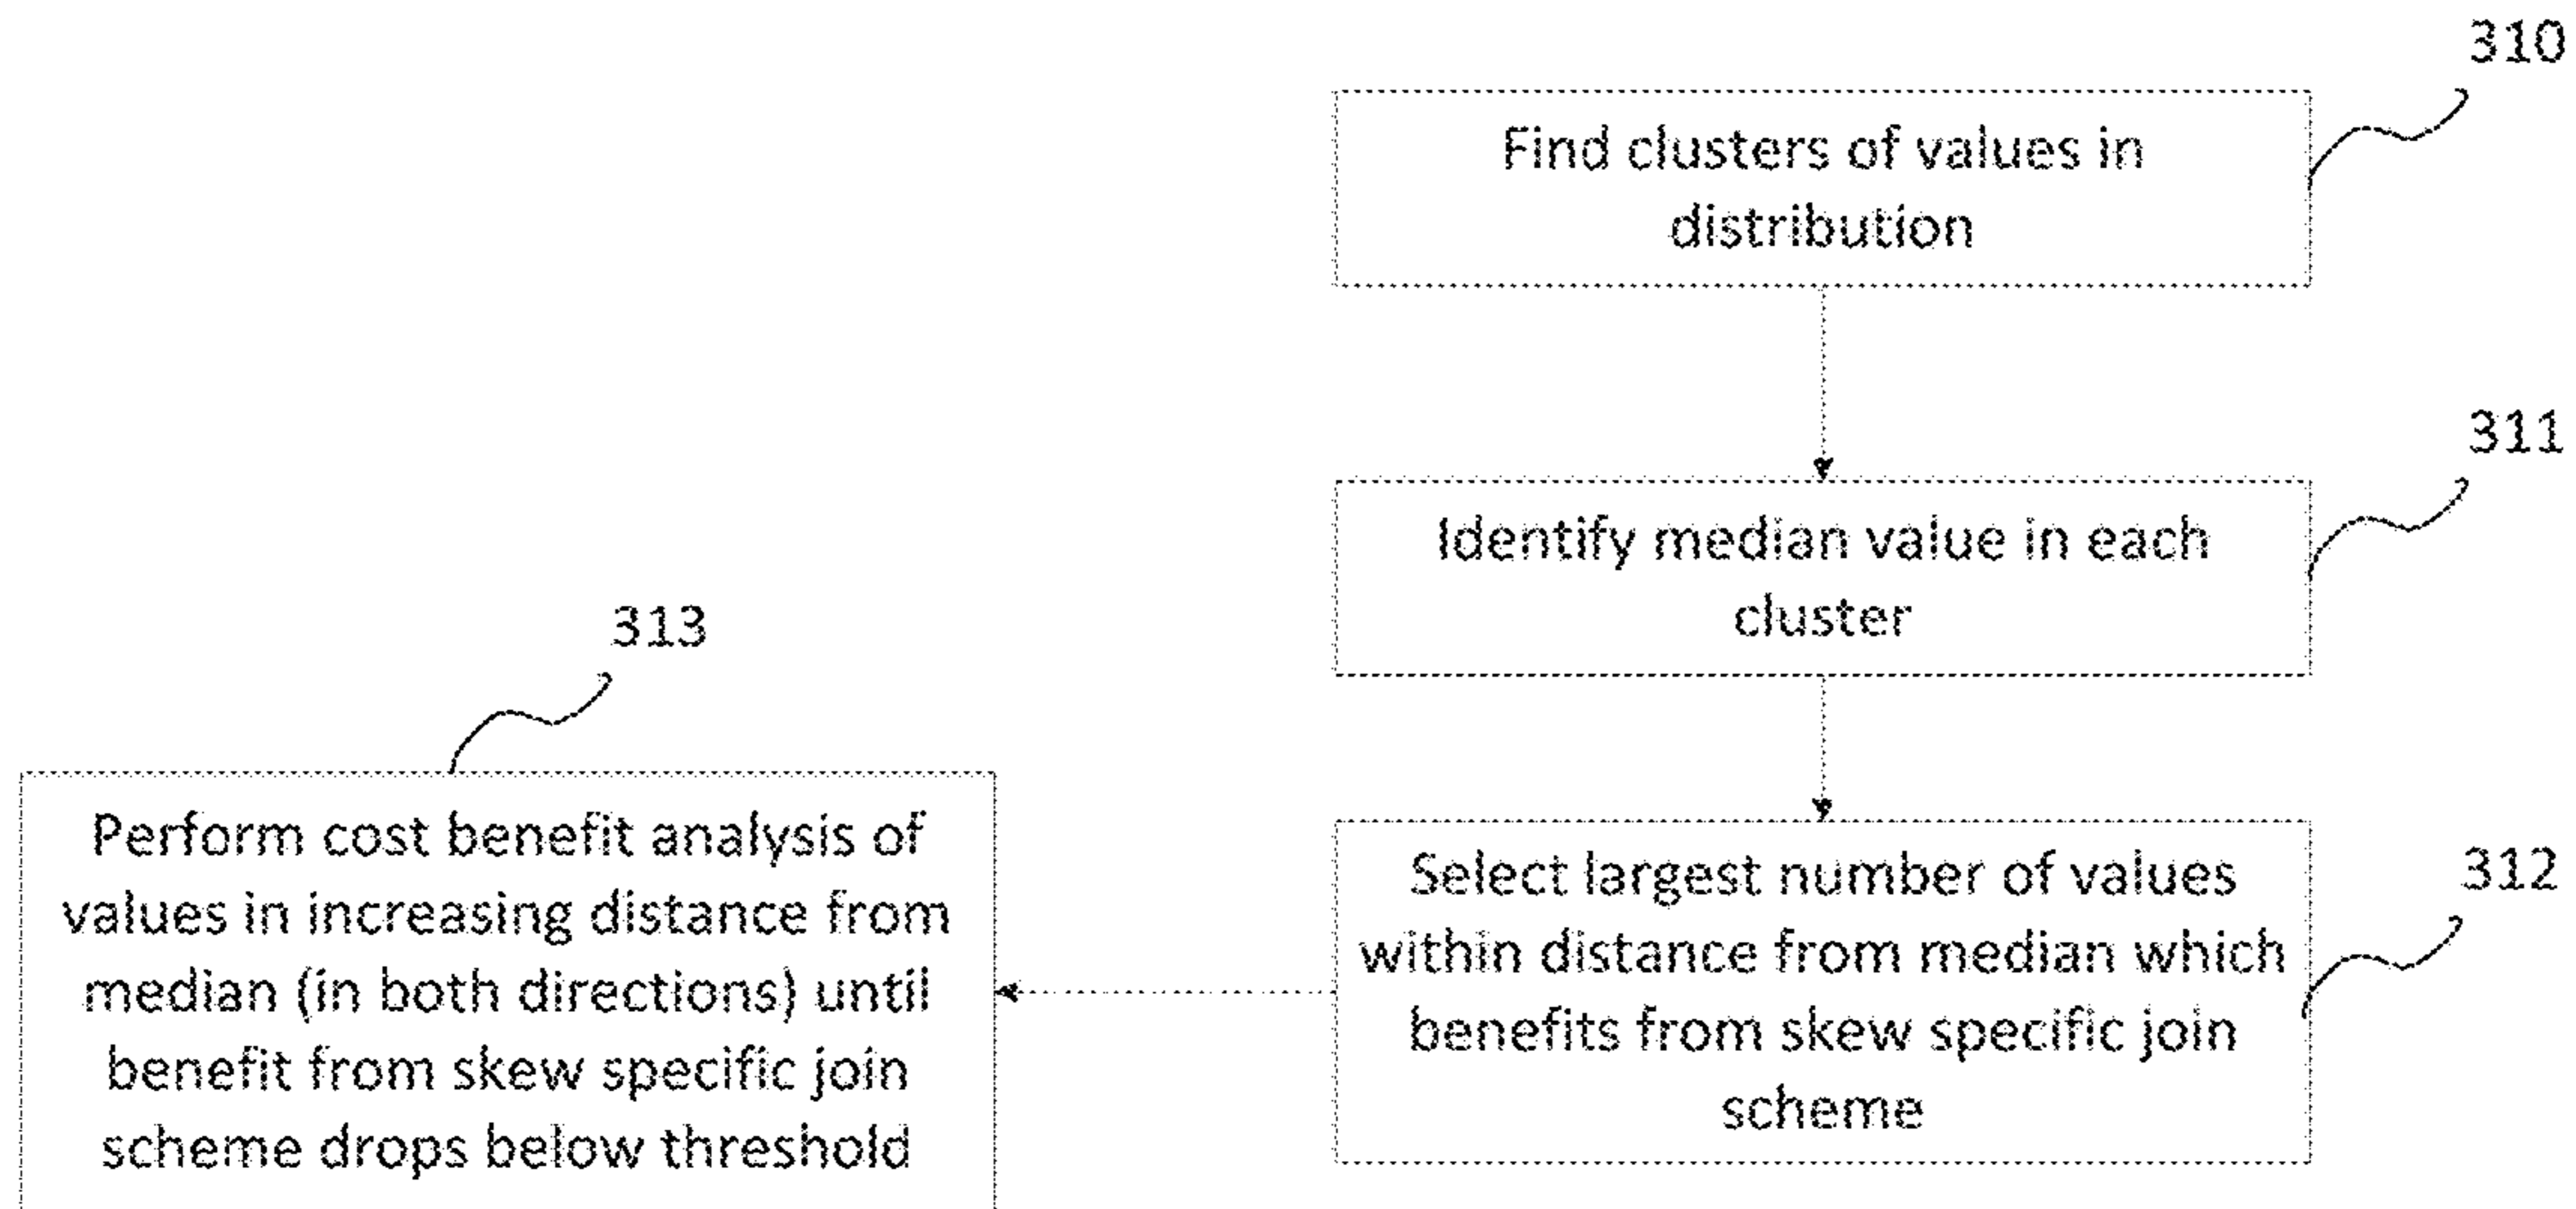 310
Find clusters of values in
distribution
311
Identify median value in each
cluster
312
Select largest number of values
within distance from median which
benefits from skew specific join
scheme
313
Perform cost benefit analysis of
values in increasing distance from
median (in both directions) until
benefit from skew specific join
scheme drops below threshold